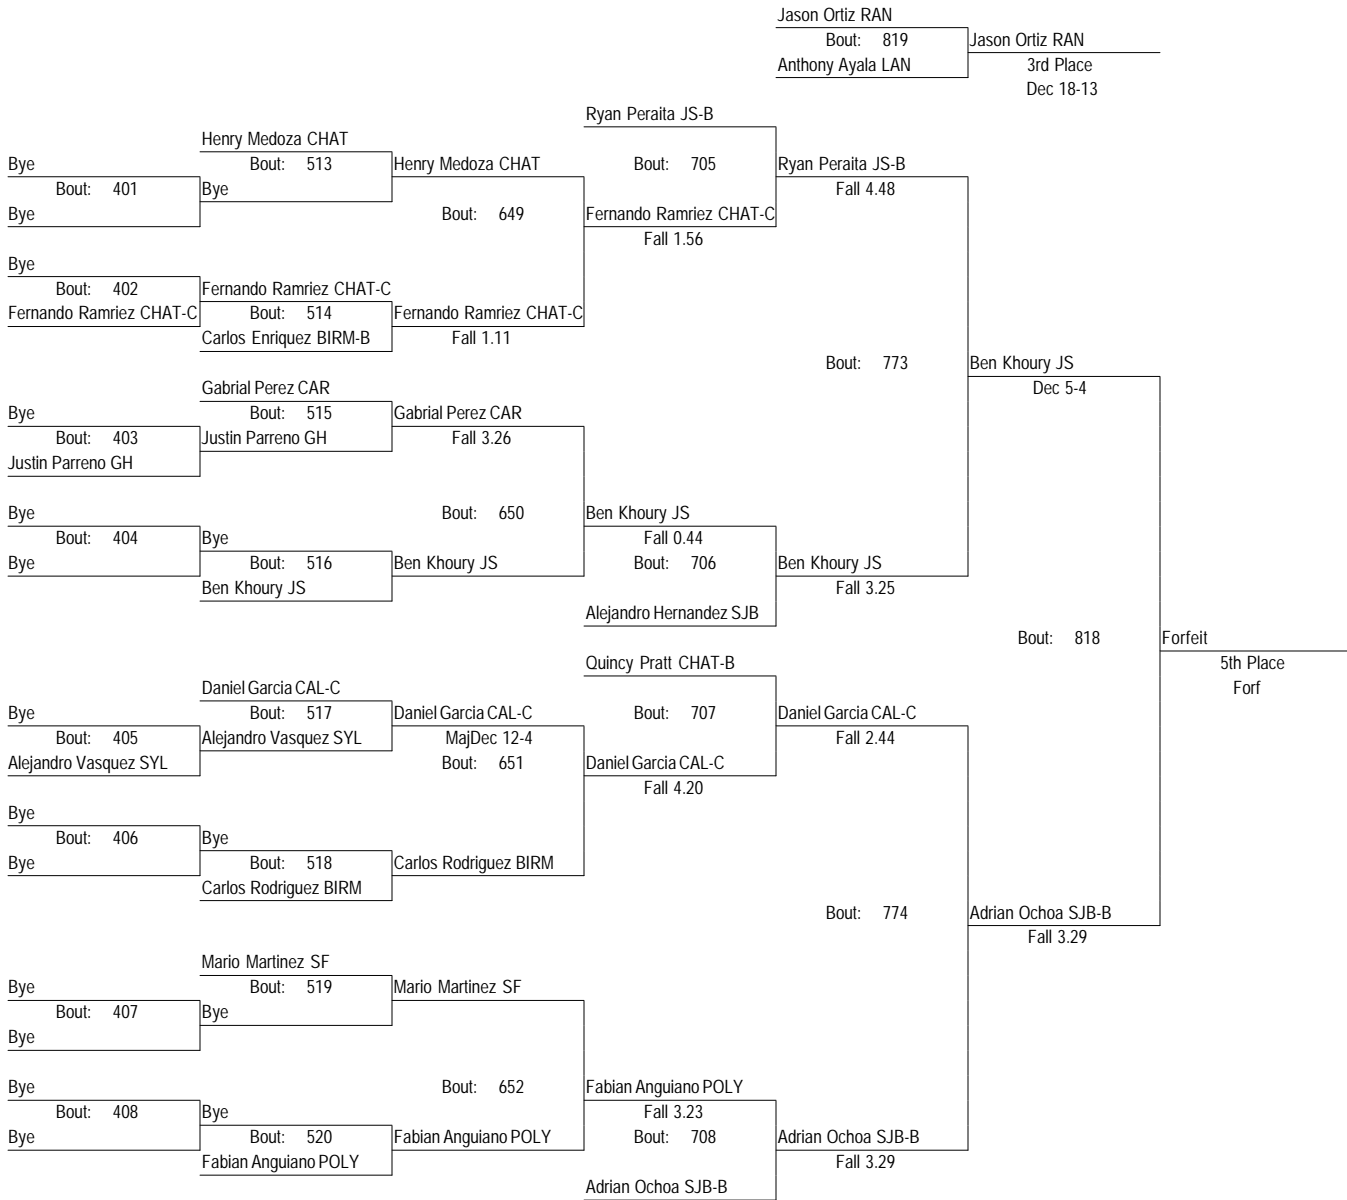 Jason Ortiz RAN
Bout: 819
Jason Ortiz RAN
Anthony Ayala LAN
3rd Place
Dec 18-13
Ryan Peraita JS-B
Henry Medoza CHAT
Bye
Bout: 513
Henry Medoza CHAT
Bout: 705
Ryan Peraita JS-B
Bout: 401
Bye
Fall 4.48
Bye
Bout: 649
Fernando Ramriez CHAT-C
Fall 1.56
Bye
Bout: 402
Fernando Ramriez CHAT-C
Fernando Ramriez CHAT-C
Bout: 514
Fernando Ramriez CHAT-C
Carlos Enriquez BIRM-B
Fall 1.11
Bout: 773
Ben Khoury JS
Gabrial Perez CAR
Dec 5-4
Bye
Bout: 515
Gabrial Perez CAR
Bout: 403
Justin Parreno GH
Fall 3.26
Justin Parreno GH
Bye
Bout: 650
Ben Khoury JS
Bout: 404
Bye
Fall 0.44
Bye
Bout: 516
Ben Khoury JS
Bout: 706
Ben Khoury JS
Ben Khoury JS
Fall 3.25
Alejandro Hernandez SJB
Bout: 818
Forfeit
5th Place
Forf
Quincy Pratt CHAT-B
Daniel Garcia CAL-C
Bye
Bout: 517
Daniel Garcia CAL-C
Bout: 707
Daniel Garcia CAL-C
Bout: 405
Alejandro Vasquez SYL
MajDec 12-4
Fall 2.44
Alejandro Vasquez SYL
Bout: 651
Daniel Garcia CAL-C
Fall 4.20
Bye
Bout: 406
Bye
Bye
Bout: 518
Carlos Rodriguez BIRM
Carlos Rodriguez BIRM
Bout: 774
Adrian Ochoa SJB-B
Fall 3.29
Mario Martinez SF
Bye
Bout: 519
Mario Martinez SF
Bout: 407
Bye
Bye
Bye
Bout: 652
Fabian Anguiano POLY
Bout: 408
Bye
Fall 3.23
Bye
Bout: 520
Fabian Anguiano POLY
Bout: 708
Adrian Ochoa SJB-B
Fabian Anguiano POLY
Fall 3.29
Adrian Ochoa SJB-B